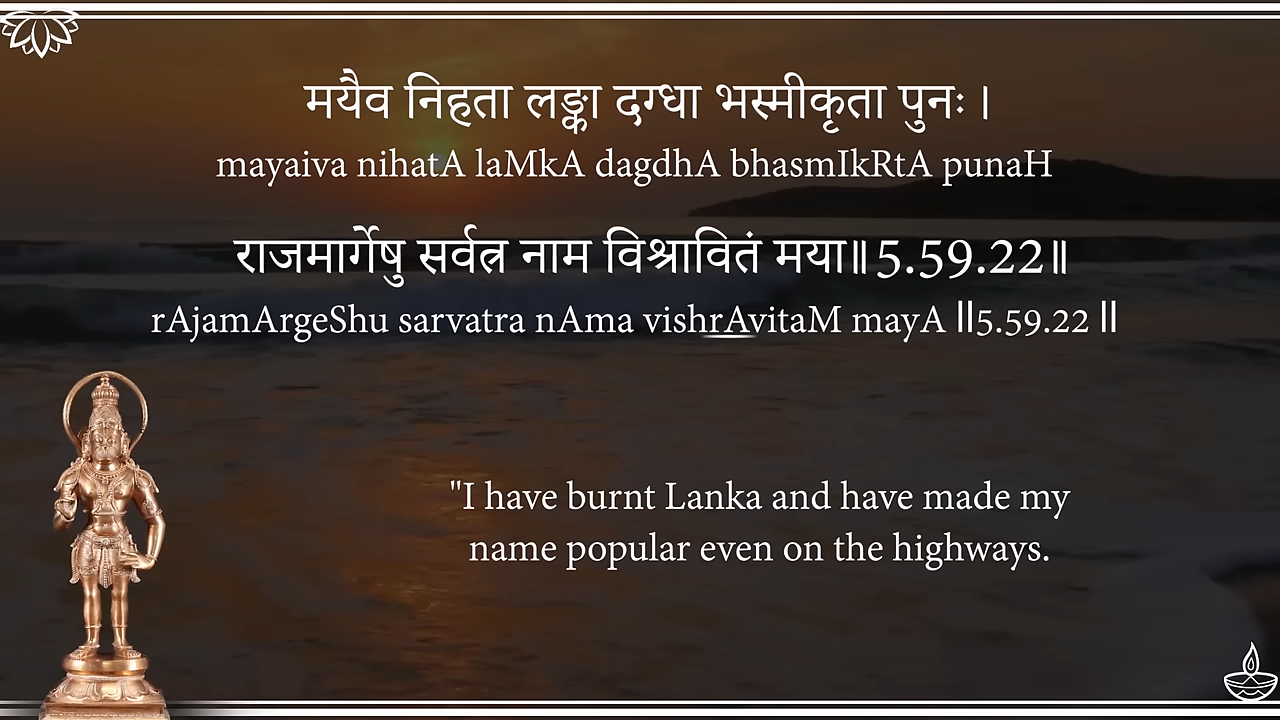 मयैव निहता लङ्का दग्धा भस्मीकृता पुनः ।
mayaiva nihatA laMkA dagdhA bhasmIkRtA punaH
राजमार्गेषु सर्वत्र नाम विश्रावितं मया॥5.59.22॥
rAjamArgeShu sarvatra nAma vishrAvitaM mayA ||5.59.22 ||
"I have burnt Lanka and have made my
name popular even on the highways.